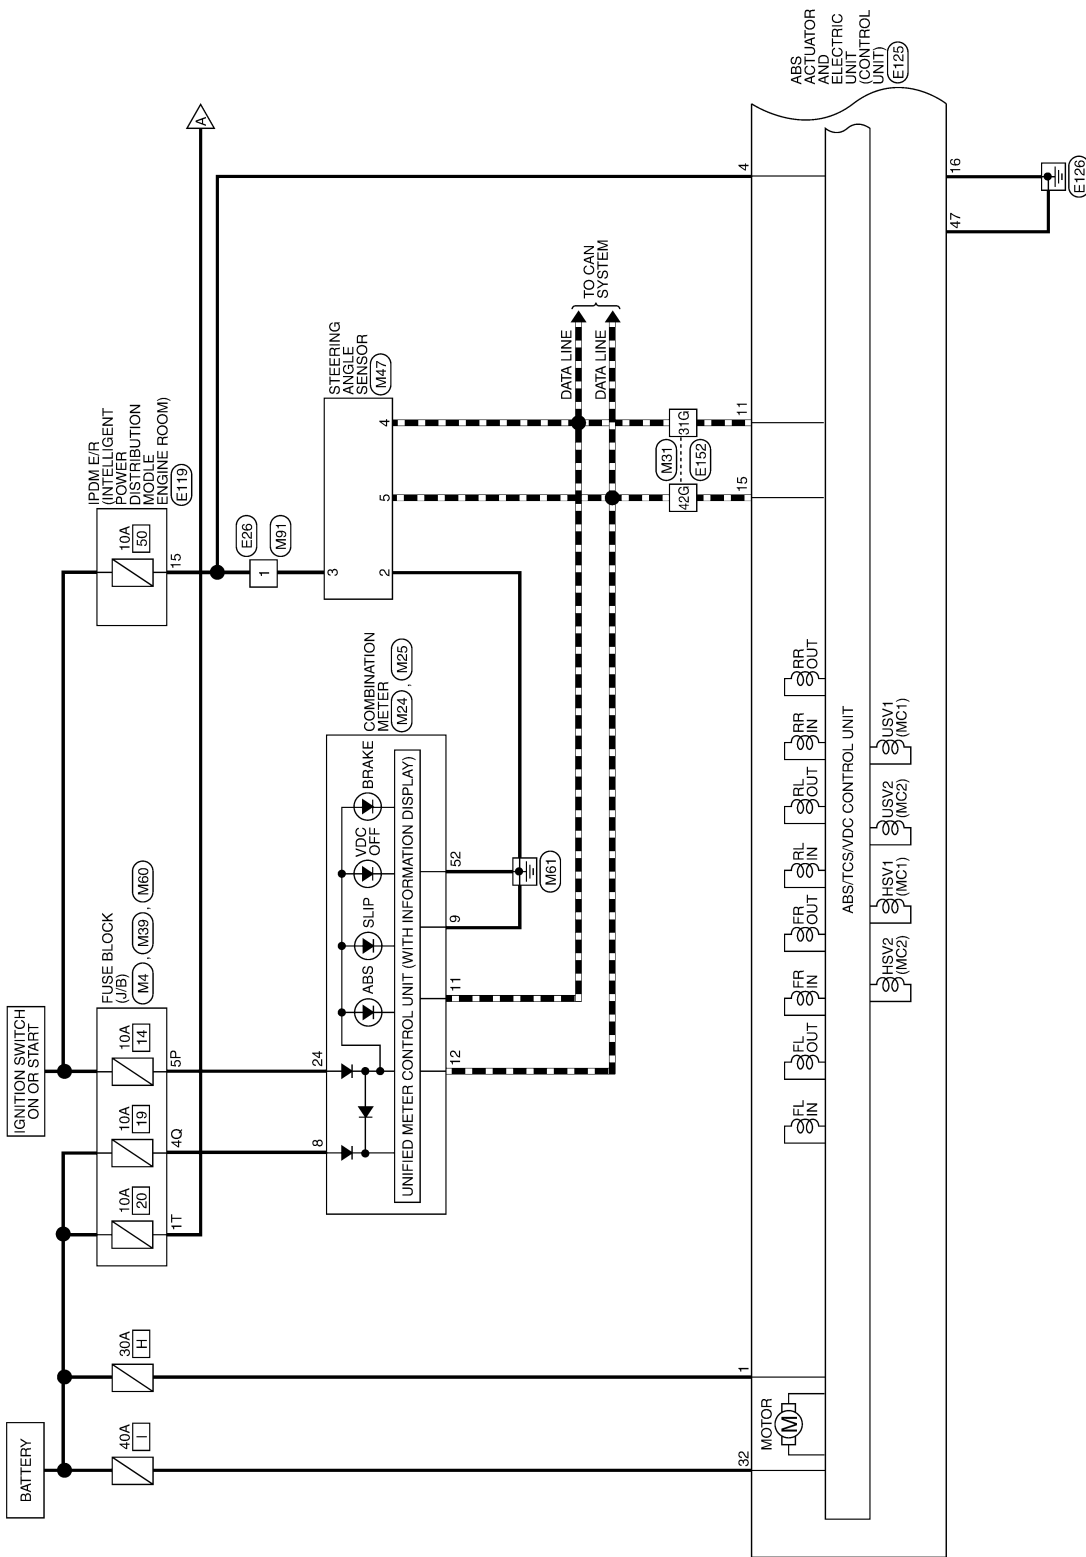 BATTERY
IGNITION SWITCH
ON OR START
40A
I
30A
H
FUSE BLOCK
(J/B)
M4 , M39 , M60
10A
20
10A
19
10A
14
1T
4Q
5P
IPDM E/R
(INTELLIGENT
POWER
DISTRIBUTION
MODLE
ENGINE ROOM)
E119
10A
50
15
A
E26
1
M91
COMBINATION
METER
M24 , M25
8
24
ABS
SLIP
VDC
OFF
BRAKE
UNIFIED METER CONTROL UNIT (WITH INFORMATION DISPLAY)
12
11
9
52
M61
STEERING
ANGLE
SENSOR
M47
3
2
5
4
DATA LINE
DATA LINE
TO CAN
SYSTEM
M31
42G
31G
E152
32
1
15
11
4
ABS
ACTUATOR
AND
ELECTRIC
UNIT
(CONTROL
UNIT)
E125
MOTOR
M
FL
IN
FL
OUT
FR
IN
FR
OUT
RL
IN
RL
OUT
RR
IN
RR
OUT
ABS/TCS/VDC CONTROL UNIT
HSV2
(MC2)
HSV1
(MC1)
USV2
(MC2)
USV1
(MC1)
47
16
E126